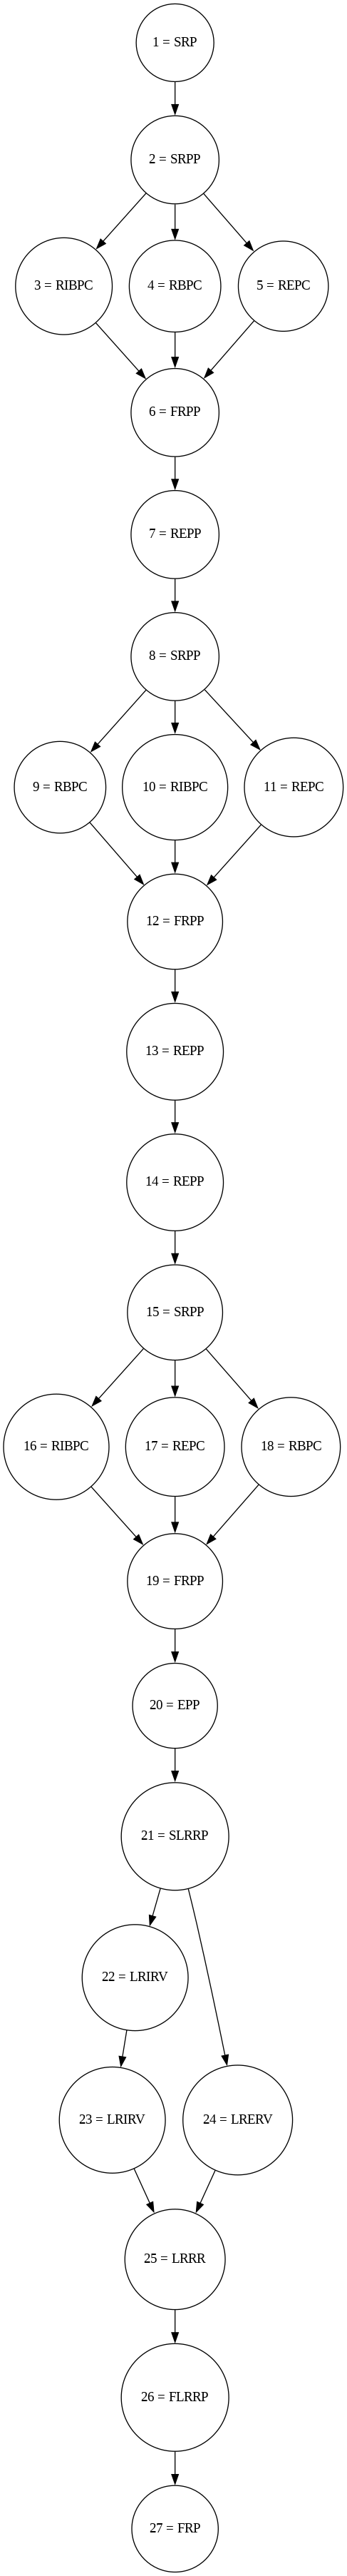 1 = SRP
2 = SRPP
3 = RIBPC
4 = RBPC
5 = REPC
6 = FRPP
7 = REPP
8 = SRPP
9 = RBPC
10 = RIBPC
11 = REPC
12 = FRPP
13 = REPP
14 = REPP
15 = SRPP
16 = RIBPC
17 = REPC
18 = RBPC
19 = FRPP
20 = EPP
21 = SLRRP
22 = LRIRV
23 = LRIRV
24 = LRERV
25 = LRRR
26 = FLRRP
27 = FRP